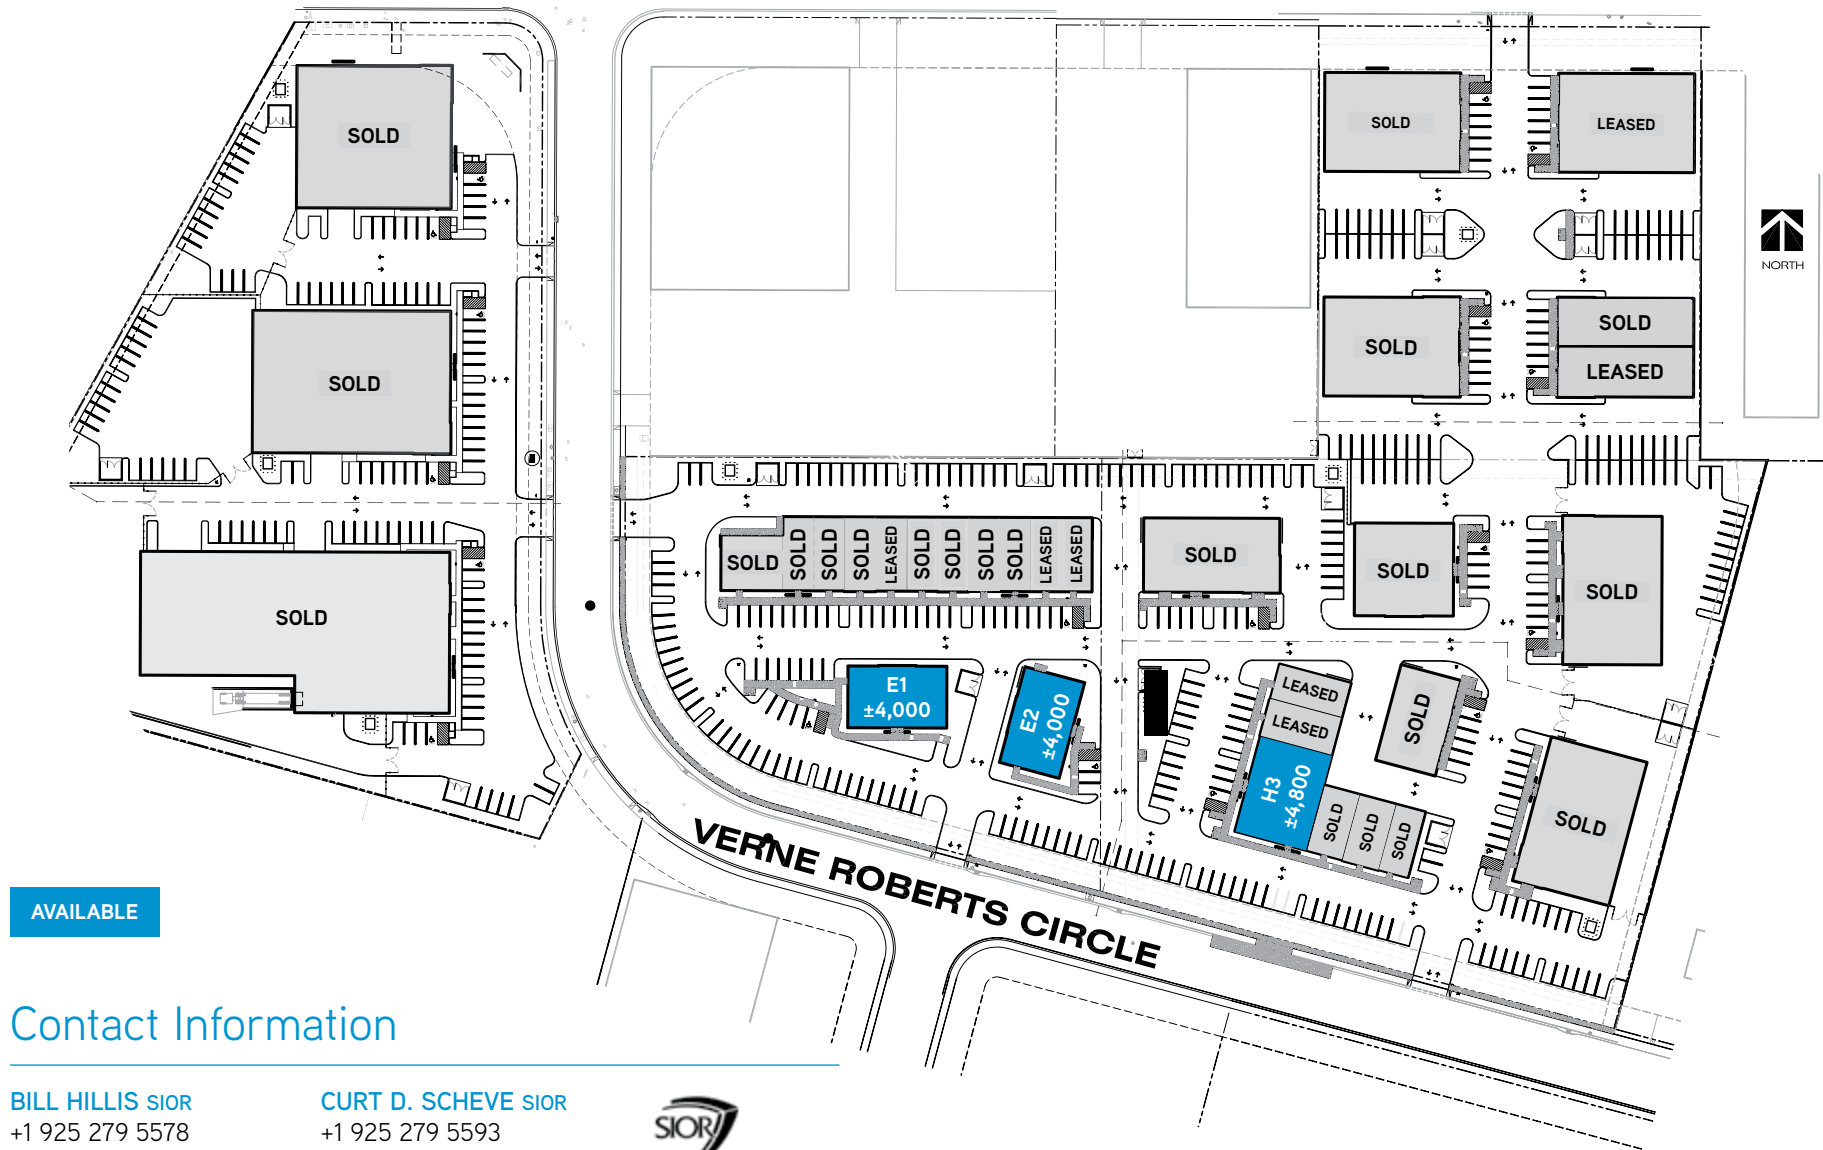 SOLD
SOLD
LEASED
NORTH
SOLD
SOLD
LEASED
SOLD
SOLD
SOLD
SOLD
SOLD
SOLD
SOLD
LEASED
SOLD
SOLD
SOLD
SOLD
LEASED
LEASED
SOLD
SOLD
SOLD
E1
±4,000
E2
±4,000
LEASED
LEASED
H3
±4,800
SOLD
SOLD
SOLD
SOLD
SOLD
VERNE ROBERTS CIRCLE
AVAILABLE
Contact Information
BILL HILLIS SIOR
+1 925 279 5578
CURT D. SCHEVE SIOR
+1 925 279 5593
SIOR